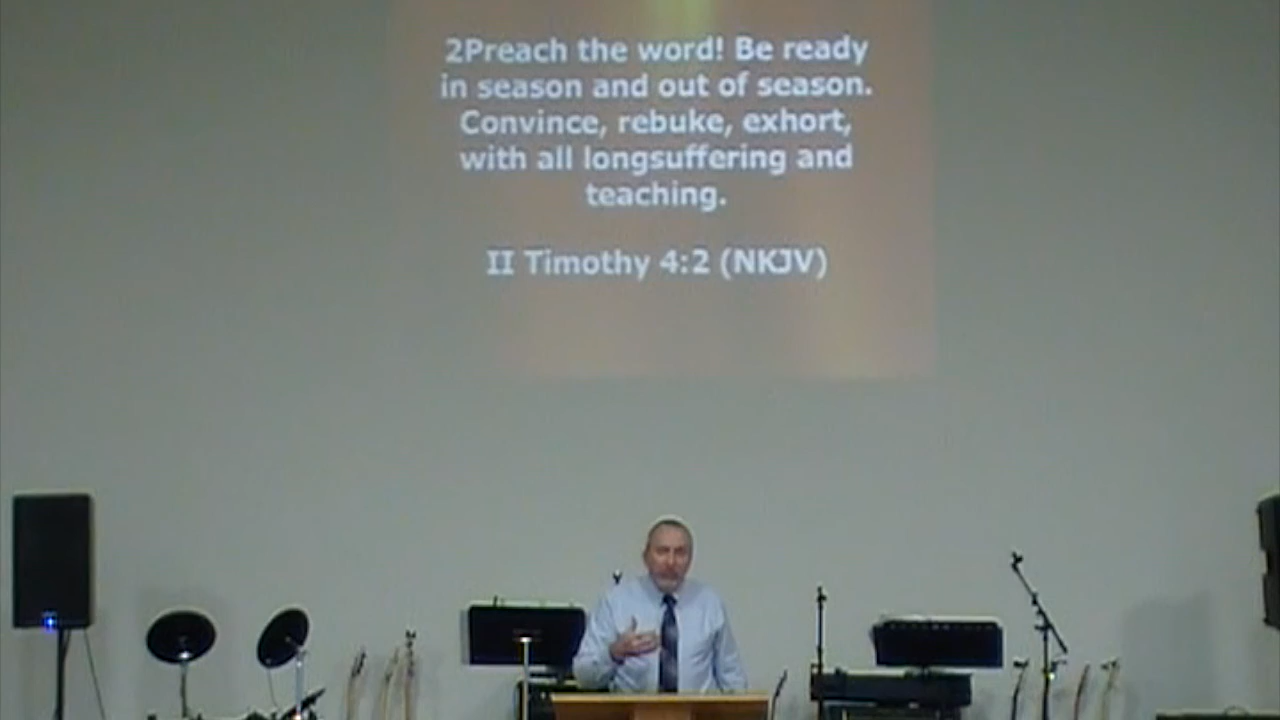 2Preach the word! Be ready
in season and out of season.
Convince, rebuke, exhort,
with all longsuffering and
teaching.
II Timothy 4:2 (NKJV)